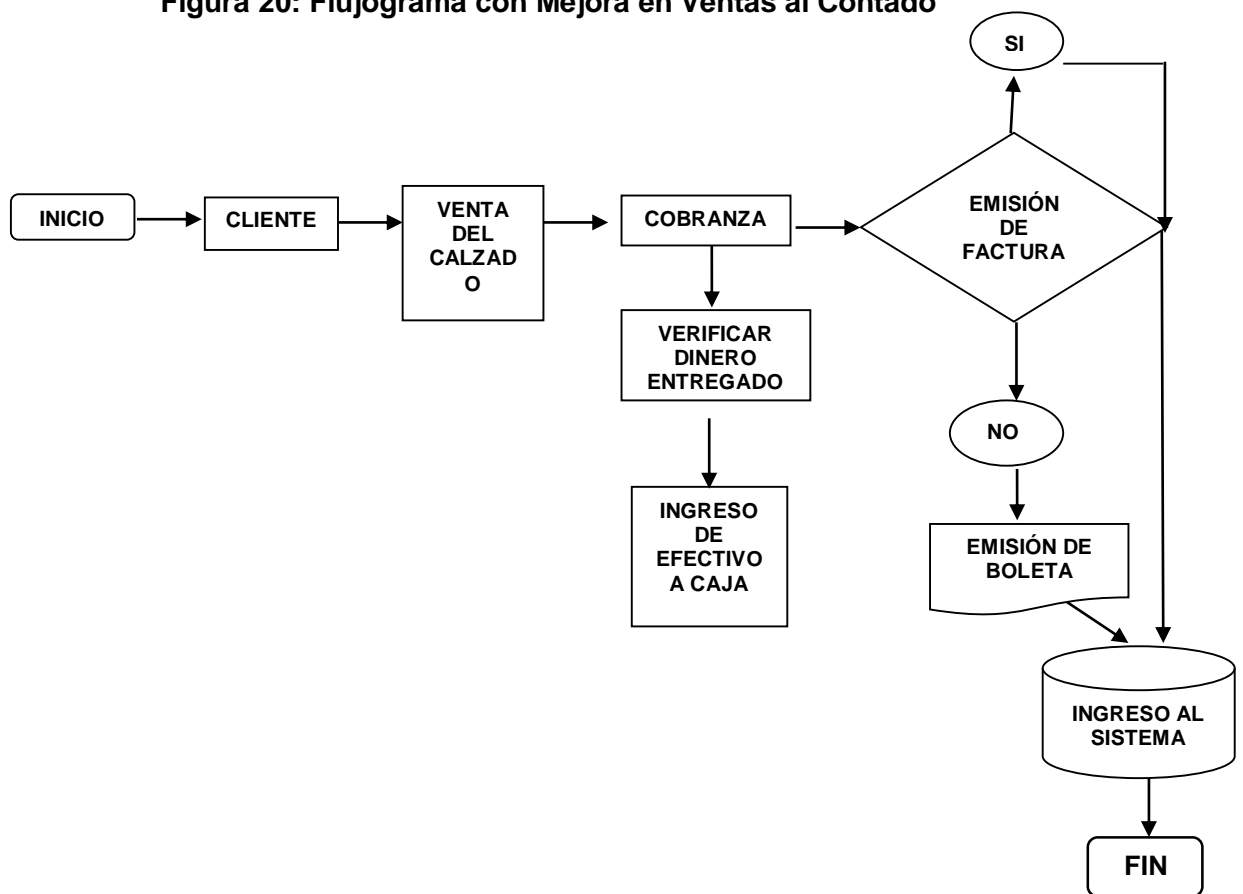 Figura 20: Flujograma con Mejora en Ventas al Contado
SI
INICIO
CLIENTE
VENTA
DEL
CALZAD
O
COBRANZA
EMISIÓN
DE
FACTURA
VERIFICAR
DINERO
ENTREGADO
NO
INGRESO
DE
EFECTIVO
A CAJA
EMISIÓN DE
BOLETA
INGRESO AL
SISTEMA
FIN